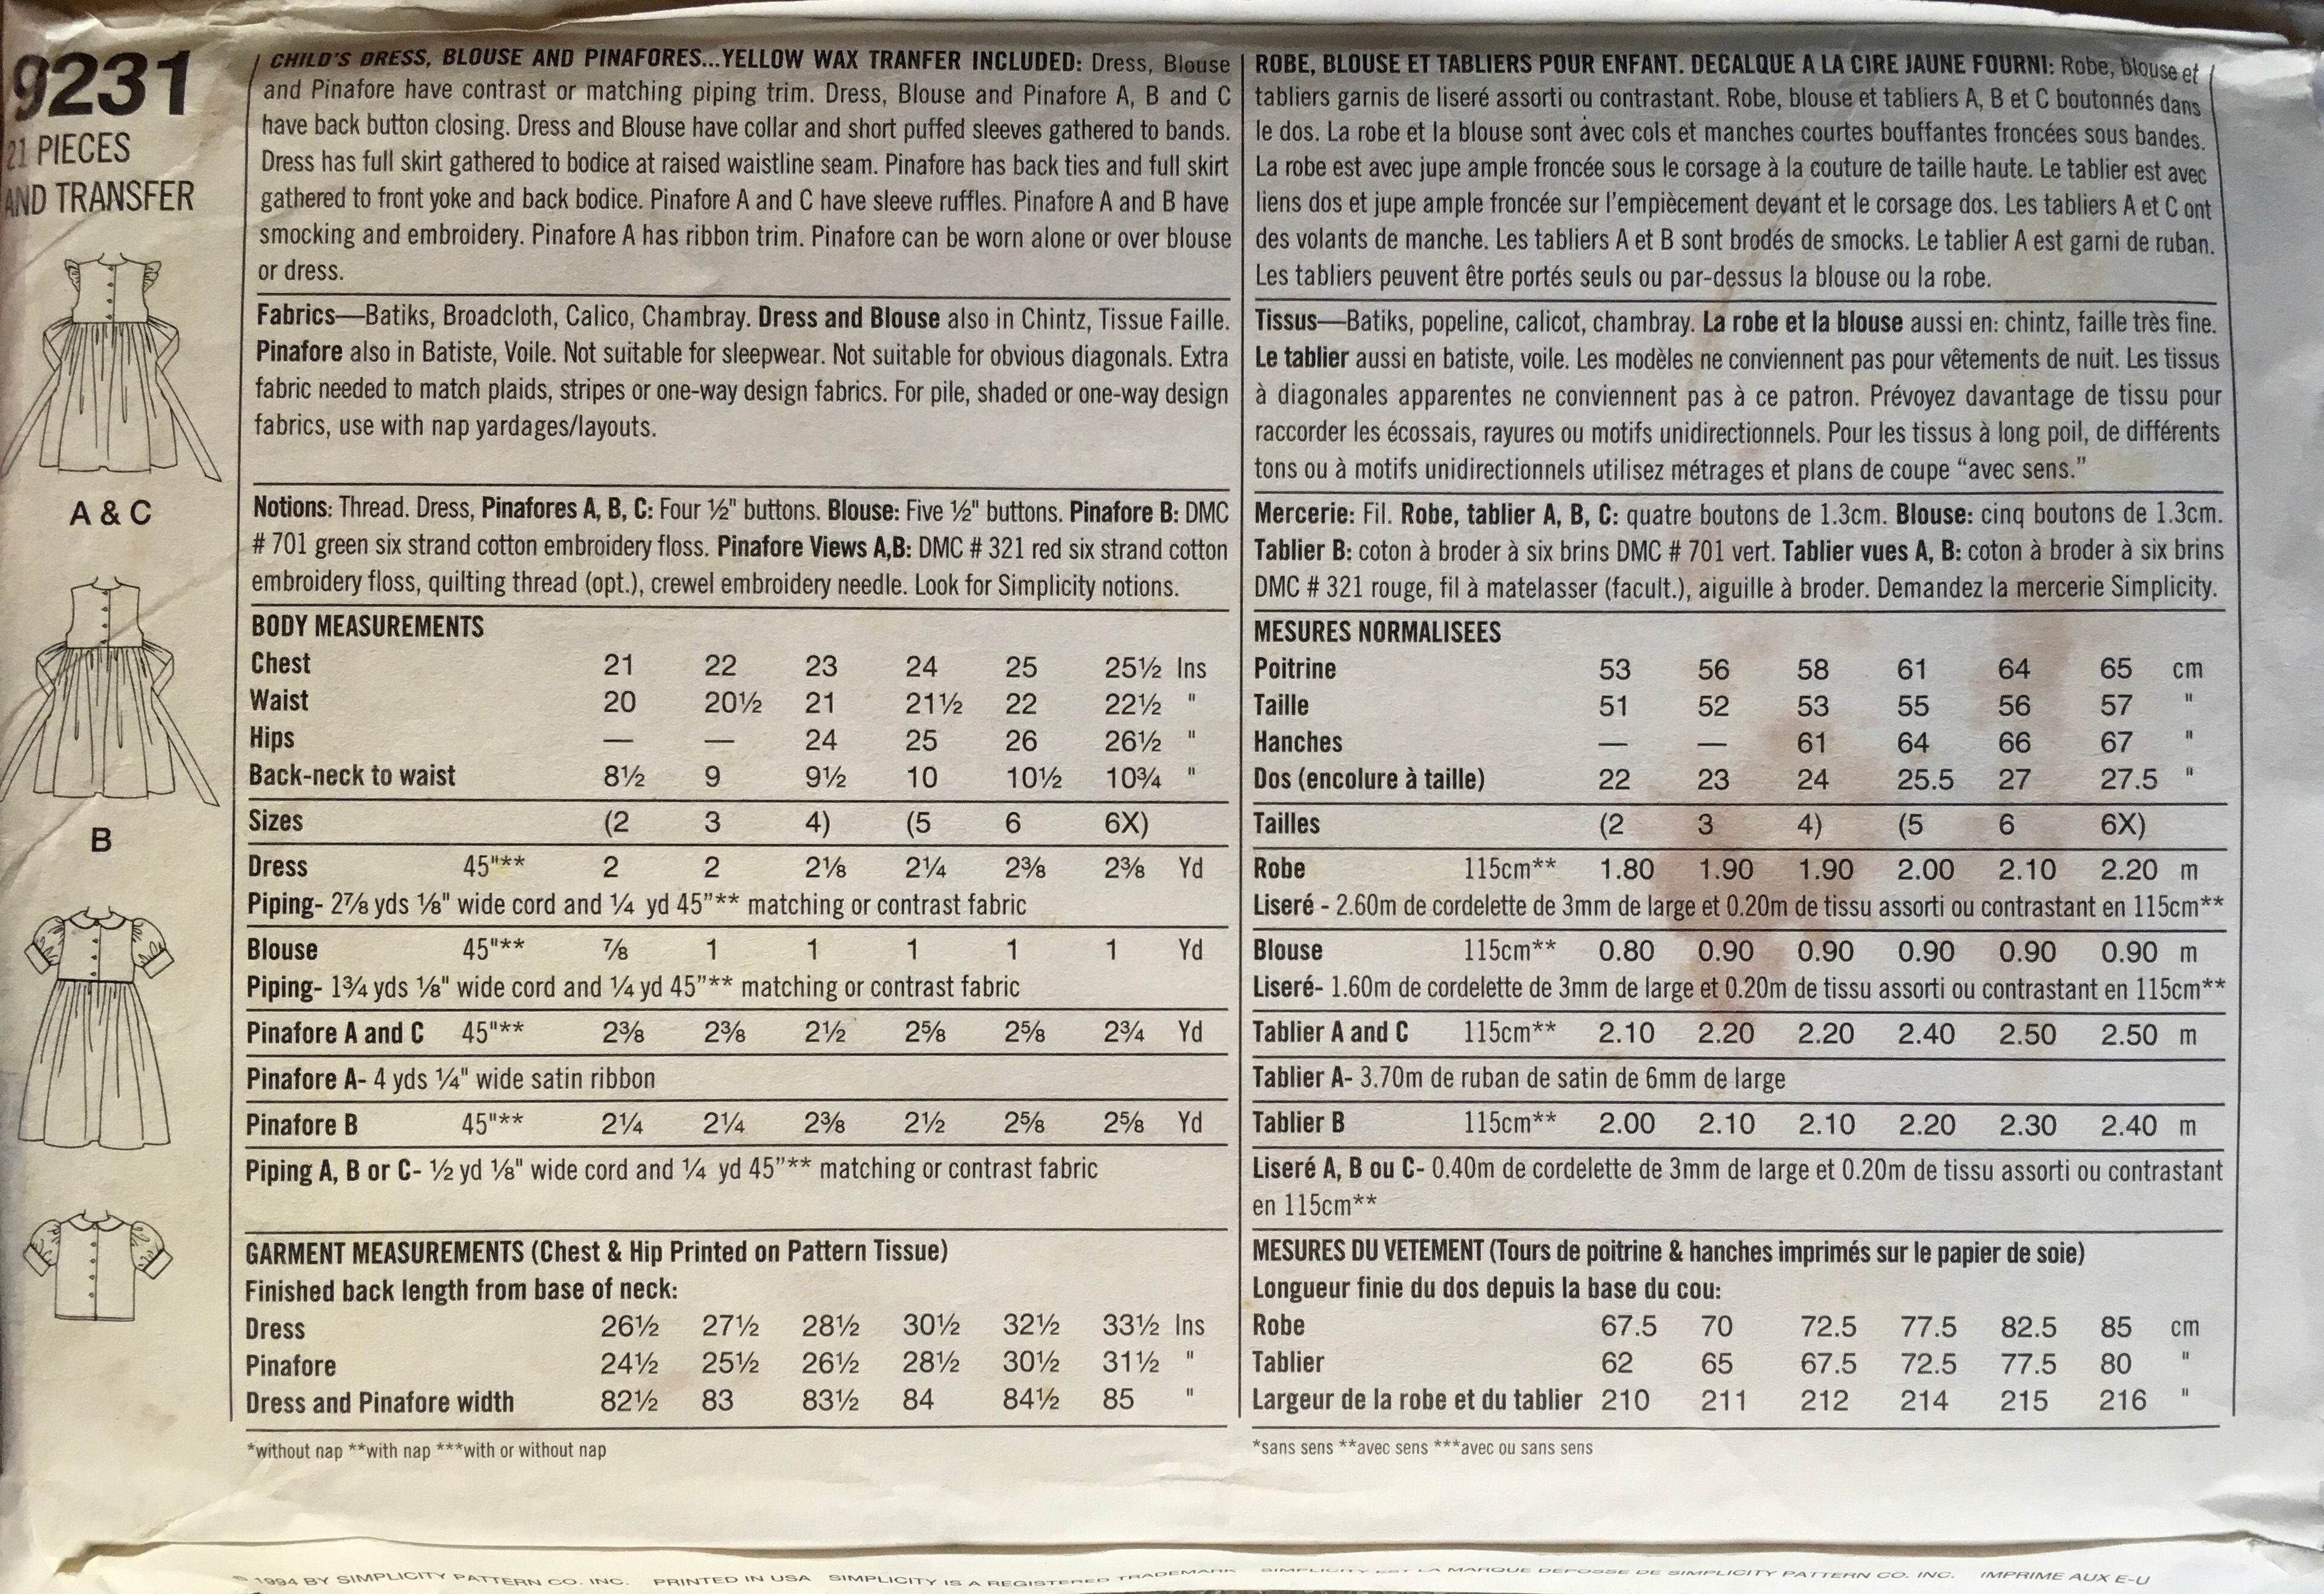 9231
21 PIECES
AND TRANSFER
A & C
B
CHILD'S DRESS, BLOUSE AND PINAFORES...YELLOW WAX TRANFER INCLUDED: Dress, Blouse
and Pinafore have contrast or matching piping trim. Dress, Blouse and Pinafore A, B and C
have back button closing. Dress and Blouse have collar and short puffed sleeves gathered to bands.
Dress has full skirt gathered to bodice at raised waistline seam. Pinafore has back ties and full skirt
gathered to front yoke and back bodice. Pinafore A and C have sleeve ruffles. Pinafore A and B have
smocking and embroidery. Pinafore A has ribbon trim. Pinafore can be worn alone or over blouse
or dress.
Fabrics—Batiks, Broadcloth, Calico, Chambray. Dress and Blouse also in Chintz, Tissue Faille.
Pinafore also in Batiste, Voile. Not suitable for sleepwear. Not suitable for obvious diagonals. Extra
fabric needed to match plaids, stripes or one-way design fabrics. For pile, shaded or one-way design
fabrics, use with nap yardages/layouts.
Notions: Thread. Dress, Pinafores A, B, C: Four ½" buttons. Blouse: Five ½" buttons. Pinafore B: DMC
# 701 green six strand cotton embroidery floss. Pinafore Views A,B: DMC # 321 red six strand cotton
embroidery floss, quilting thread (opt.), crewel embroidery needle. Look for Simplicity notions.
BODY MEASUREMENTS
Chest 21 22 23 24 25 25½ Ins
Waist 20 20½ 21 21½ 22 22½ "
Hips — — 24 25 26 26½ "
Back-neck to waist 8½ 9 9½ 10 10½ 10¾ "
Sizes (2 3 4) (5 6 6X)
Dress 45"** 2 2 2⅛ 2¼ 2⅜ 2⅜ Yd
Piping- 2⅞ yds ⅛" wide cord and ¼ yd 45"** matching or contrast fabric
Blouse 45"** ⅞ 1 1 1 1 1 Yd
Piping- 1¾ yds ⅛" wide cord and ¼ yd 45"** matching or contrast fabric
Pinafore A and C 45"** 2⅜ 2⅜ 2½ 2⅝ 2⅝ 2¾ Yd
Pinafore A- 4 yds ¼" wide satin ribbon
Pinafore B 45"** 2¼ 2¼ 2⅜ 2½ 2⅝ 2⅝ Yd
Piping A, B or C- ½ yd ⅛" wide cord and ¼ yd 45"** matching or contrast fabric
GARMENT MEASUREMENTS (Chest & Hip Printed on Pattern Tissue)
Finished back length from base of neck:
Dress 26½ 27½ 28½ 30½ 32½ 33½ Ins
Pinafore 24½ 25½ 26½ 28½ 30½ 31½ "
Dress and Pinafore width 82½ 83 83½ 84 84½ 85 "
*without nap **with nap ***with or without nap
ROBE, BLOUSE ET TABLIERS POUR ENFANT. DECALQUE A LA CIRE JAUNE FOURNI: Robe, blouse et
tabliers garnis de liseré assorti ou contrastant. Robe, blouse et tabliers A, B et C boutonnés dans
le dos. La robe et la blouse sont avec cols et manches courtes bouffantes froncées sous bandes.
La robe est avec jupe ample froncée sous le corsage à la couture de taille haute. Le tablier est avec
liens dos et jupe ample froncée sur l'empiècement devant et le corsage dos. Les tabliers A et C ont
des volants de manche. Les tabliers A et B sont brodés de smocks. Le tablier A est garni de ruban.
Les tabliers peuvent être portés seuls ou par-dessus la blouse ou la robe.
Tissus—Batiks, popeline, calicot, chambray. La robe et la blouse aussi en: chintz, faille très fine.
Le tablier aussi en batiste, voile. Les modèles ne conviennent pas pour vêtements de nuit. Les tissus
à diagonales apparentes ne conviennent pas à ce patron. Prévoyez davantage de tissu pour
raccorder les écossais, rayures ou motifs unidirectionnels. Pour les tissus à long poil, de différents
tons ou à motifs unidirectionnels utilisez métrages et plans de coupe "avec sens."
Mercerie: Fil. Robe, tablier A, B, C: quatre boutons de 1.3cm. Blouse: cinq boutons de 1.3cm.
Tablier B: coton à broder à six brins DMC # 701 vert. Tablier vues A, B: coton à broder à six brins
DMC # 321 rouge, fil à matelasser (facult.), aiguille à broder. Demandez la mercerie Simplicity.
MESURES NORMALISEES
Poitrine 53 56 58 61 64 65 cm
Taille 51 52 53 55 56 57 "
Hanches — — 61 64 66 67 "
Dos (encolure à taille) 22 23 24 25.5 27 27.5 "
Tailles (2 3 4) (5 6 6X)
Robe 115cm** 1.80 1.90 1.90 2.00 2.10 2.20 m
Liseré - 2.60m de cordelette de 3mm de large et 0.20m de tissu assorti ou contrastant en 115cm**
Blouse 115cm** 0.80 0.90 0.90 0.90 0.90 0.90 m
Liseré- 1.60m de cordelette de 3mm de large et 0.20m de tissu assorti ou contrastant en 115cm**
Tablier A and C 115cm** 2.10 2.20 2.20 2.40 2.50 2.50 m
Tablier A- 3.70m de ruban de satin de 6mm de large
Tablier B 115cm** 2.00 2.10 2.10 2.20 2.30 2.40 m
Liseré A, B ou C- 0.40m de cordelette de 3mm de large et 0.20m de tissu assorti ou contrastant
en 115cm**
MESURES DU VETEMENT (Tours de poitrine & hanches imprimés sur le papier de soie)
Longueur finie du dos depuis la base du cou:
Robe 67.5 70 72.5 77.5 82.5 85 cm
Tablier 62 65 67.5 72.5 77.5 80 "
Largeur de la robe et du tablier 210 211 212 214 215 216 "
*sans sens **avec sens ***avec ou sans sens
© 1994 BY SIMPLICITY PATTERN CO. INC. PRINTED IN USA SIMPLICITY IS A REGISTERED TRADEMARK SIMPLICITY EST LA MARQUE DEPOSSE DE SIMPLICITY PATTERN CO. INC. IMPRIME AUX E-U